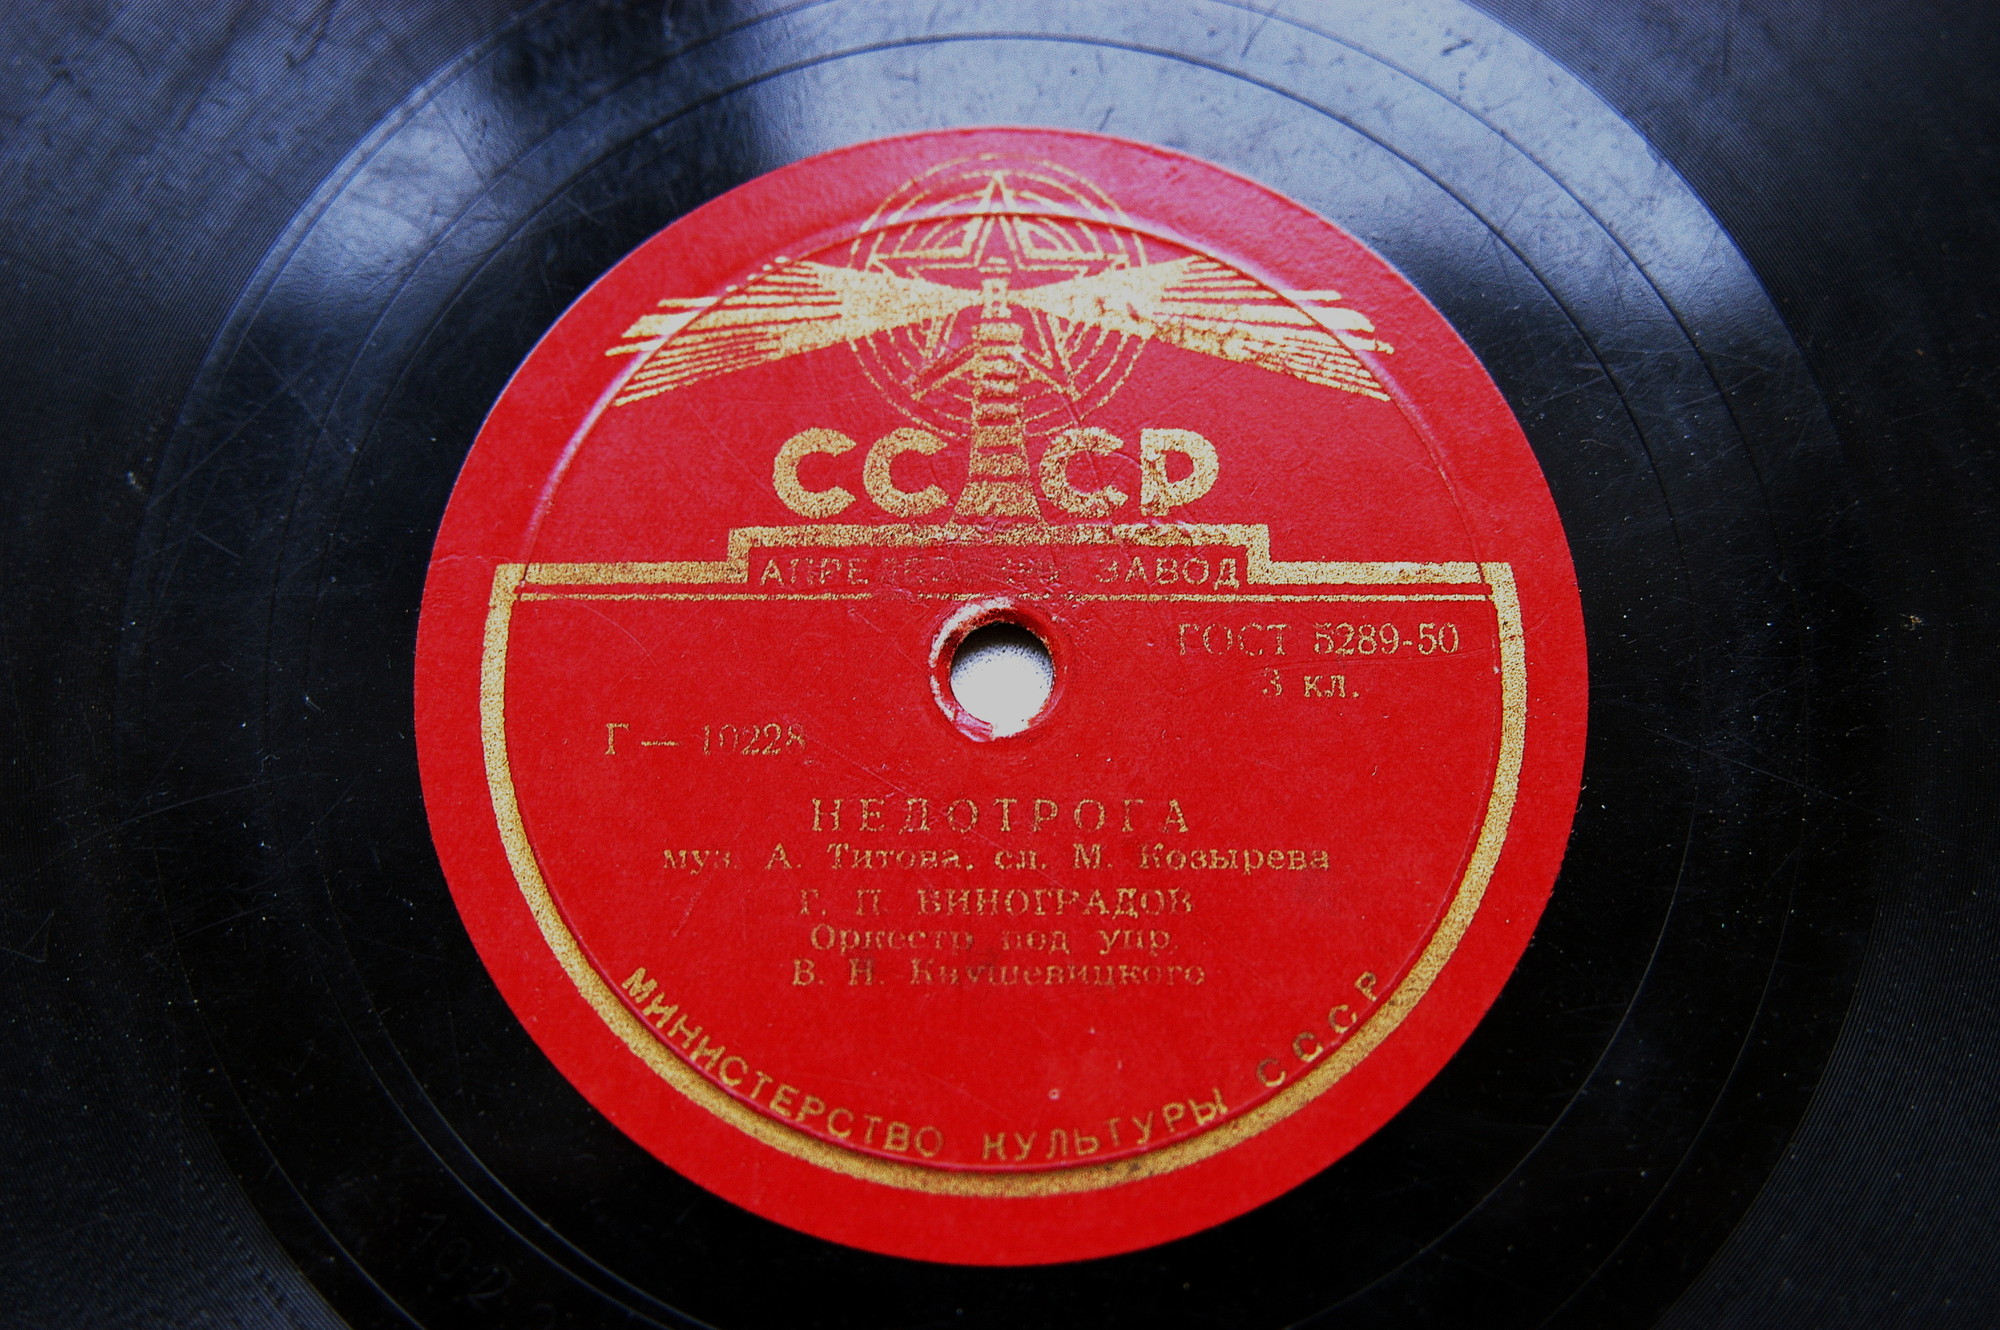 СССР
ЗАВОД
ГОСТ 5289-50
3 кл.
Г — 10228
НЕДОТРОГА
муз. А. Титова, сл. М. Козырева
Г. П. ВИНОГРАДОВ
Оркестр под упр.
В. Н. Кнушевицкого
МИНИСТЕРСТВО КУЛЬТУРЫ СССР